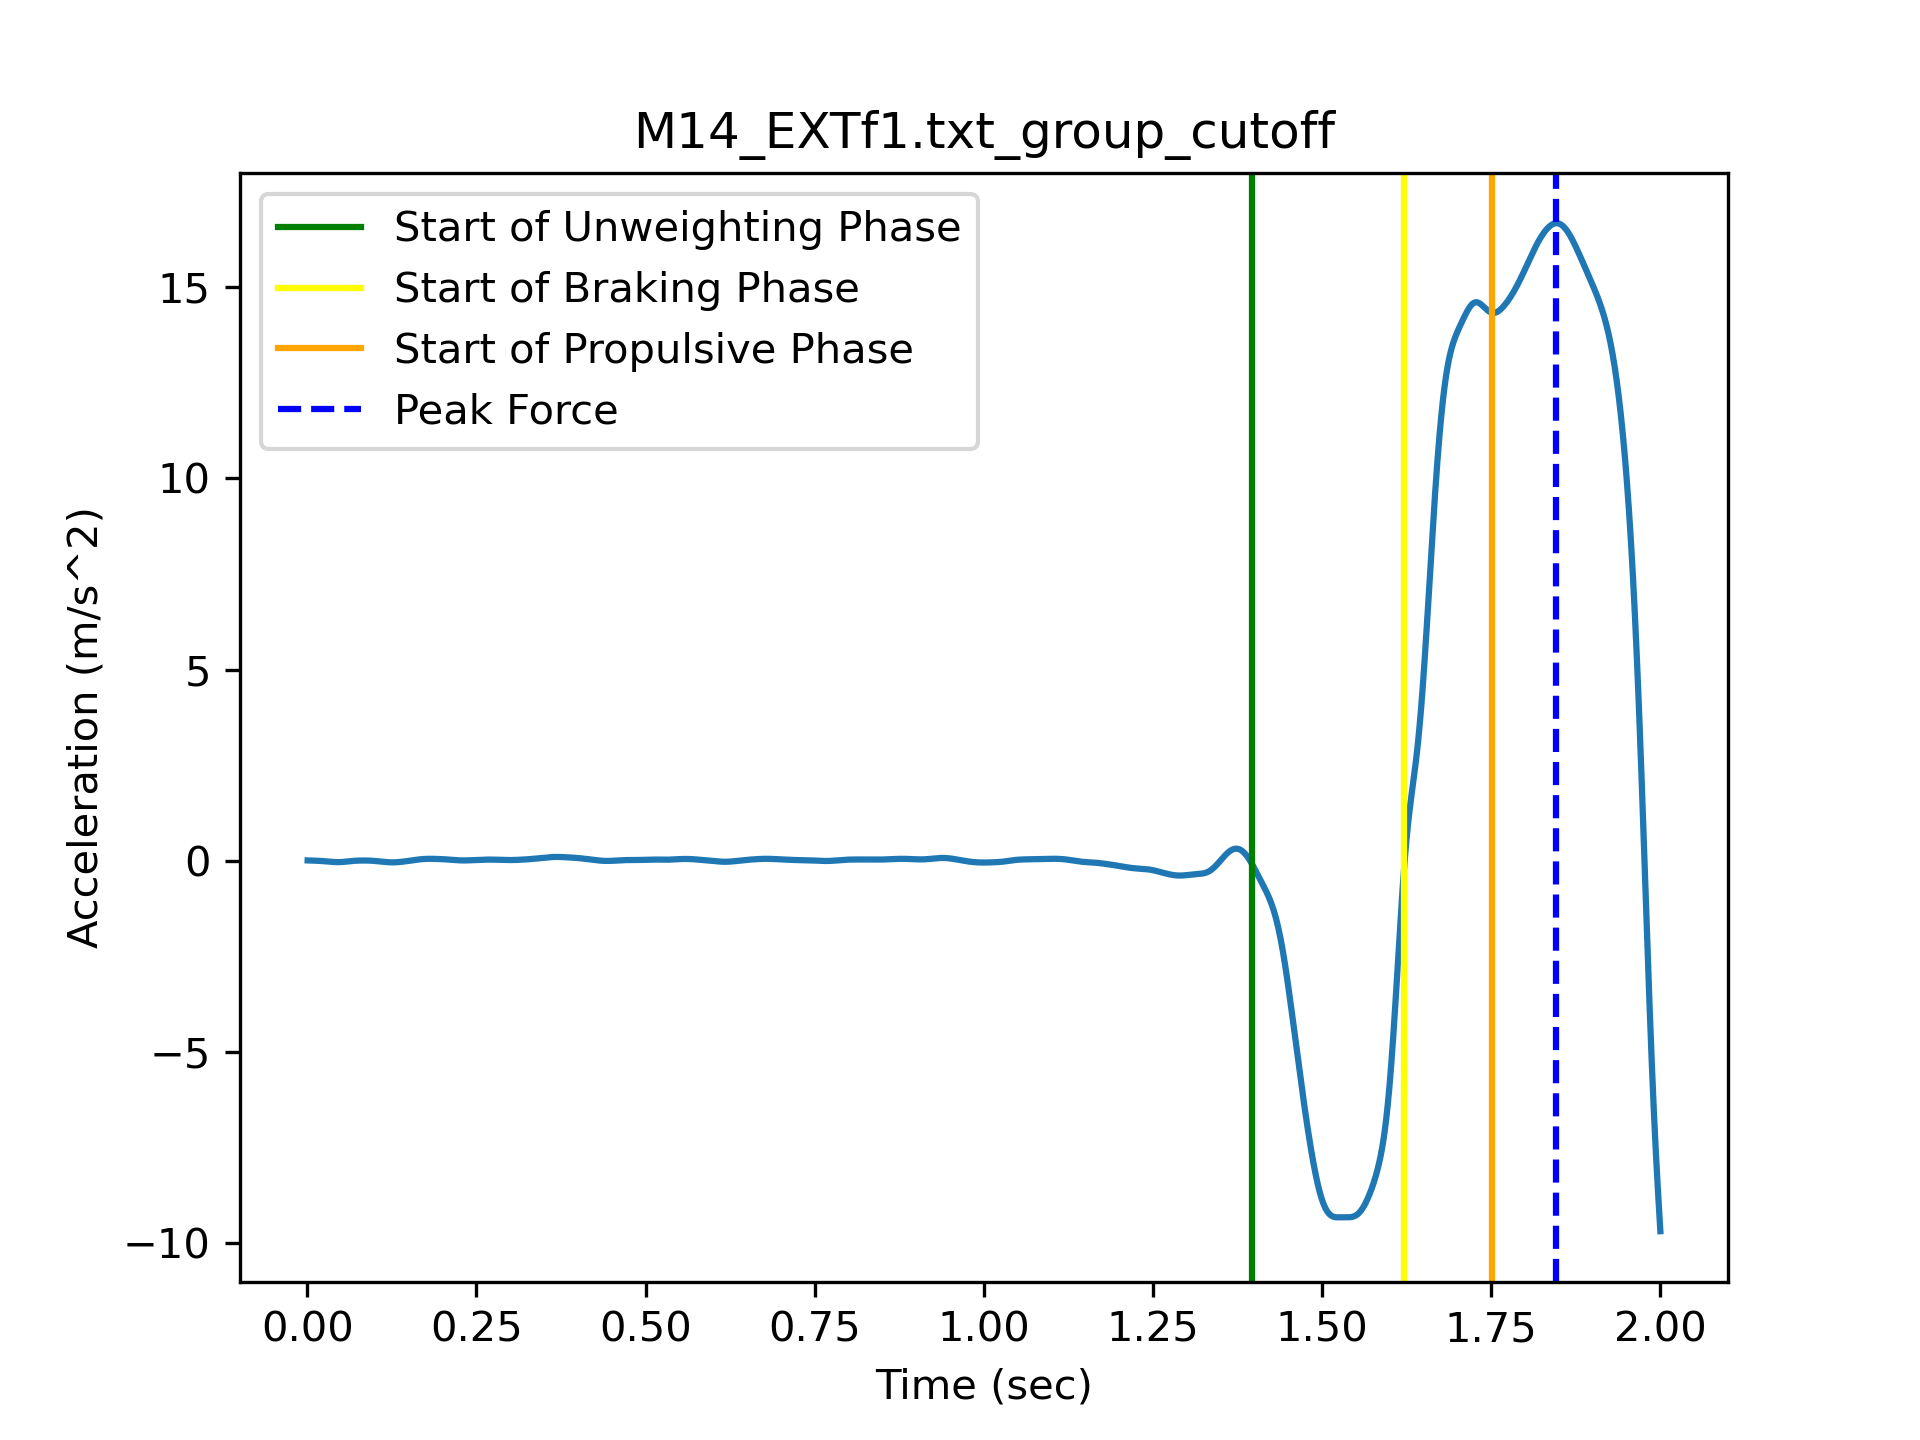 M14_EXTf1.txt_group_cutoff
Start of Unweighting Phase
Start of Braking Phase
Start of Propulsive Phase
Peak Force
Acceleration (m/s^2)
15
10
5
0
−5
−10
0.00 0.25 0.50 0.75 1.00 1.25 1.50 1.75 2.00
Time (sec)